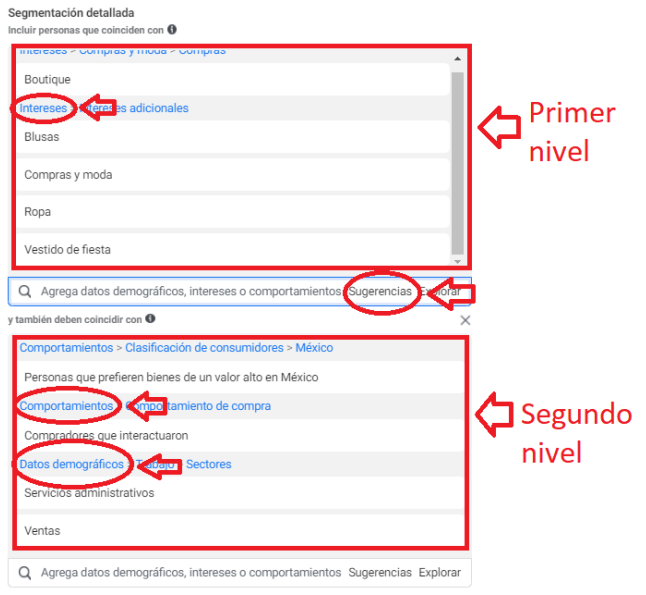 Segmentación detallada
Incluir personas que coinciden con
Intereses > Compras y moda > Compras
Boutique
Intereses > Intereses adicionales
Blusas
Compras y moda
Ropa
Vestido de fiesta
Agrega datos demográficos, intereses o comportamientos Sugerencias Explorar
y también deben coincidir con
Comportamientos > Clasificación de consumidores > México
Personas que prefieren bienes de un valor alto en México
Comportamientos > Comportamiento de compra
Compradores que interactuaron
Datos demográficos > Trabajo > Sectores
Servicios administrativos
Ventas
Agrega datos demográficos, intereses o comportamientos Sugerencias Explorar
Primer
nivel
Segundo
nivel